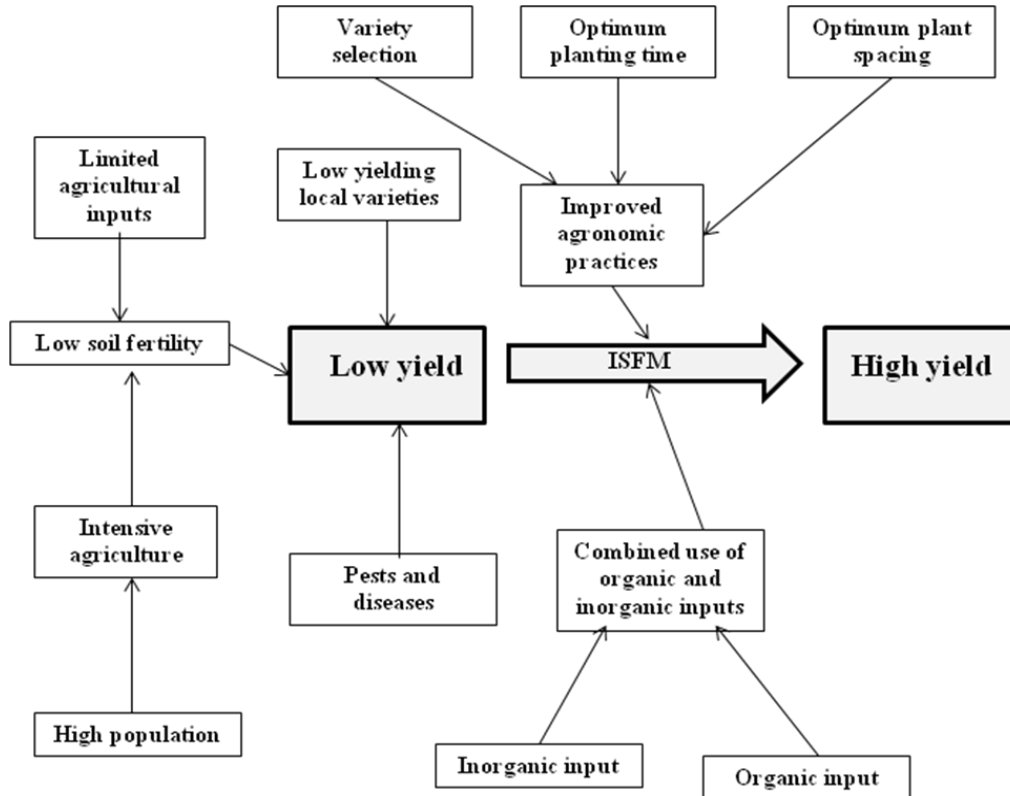 Variety
selection
Optimum
planting time
Optimum plant
spacing
Limited
agricultural
inputs
Low yielding
local varieties
Improved
agronomic
practices
Low soil fertility
Low yield
ISFM
High yield
Intensive
agriculture
Pests and
diseases
Combined use of
organic and
inorganic inputs
High population
Inorganic input
Organic input